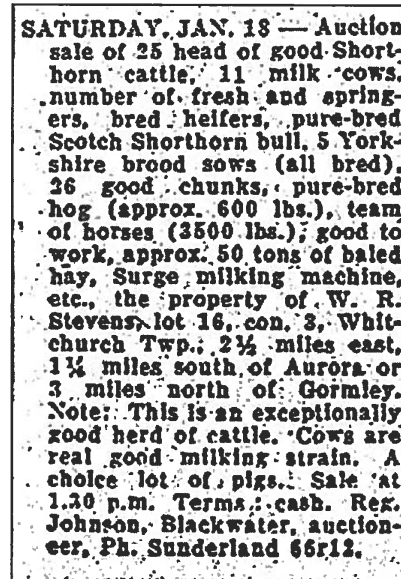 SATURDAY, JAN. 18 — Auction
sale of 25 head of good Short-
horn cattle, 11 milk cows,
number of fresh and spring-
ers, bred heifers, pure-bred
Scotch Shorthorn bull, 5 York-
shire brood sows (all bred),
26 good chunks, pure-bred
hog (approx. 600 lbs.), team
of horses (3500 lbs.), good to
work, approx. 50 tons of baled
hay, Surge milking machine,
etc., the property of W. R.
Stevens, lot 16, con. 3, Whit-
church Twp., 2½ miles east,
1¼ miles south of Aurora or
3 miles north of Gormley.
Note: This is an exceptionally
good herd of cattle. Cows are
real good milking strain. A
choice lot of pigs. Sale at
1.30 p.m. Terms: cash. Reg.
Johnson, Blackwater, auction-
eer, Ph. Sunderland 66r12.